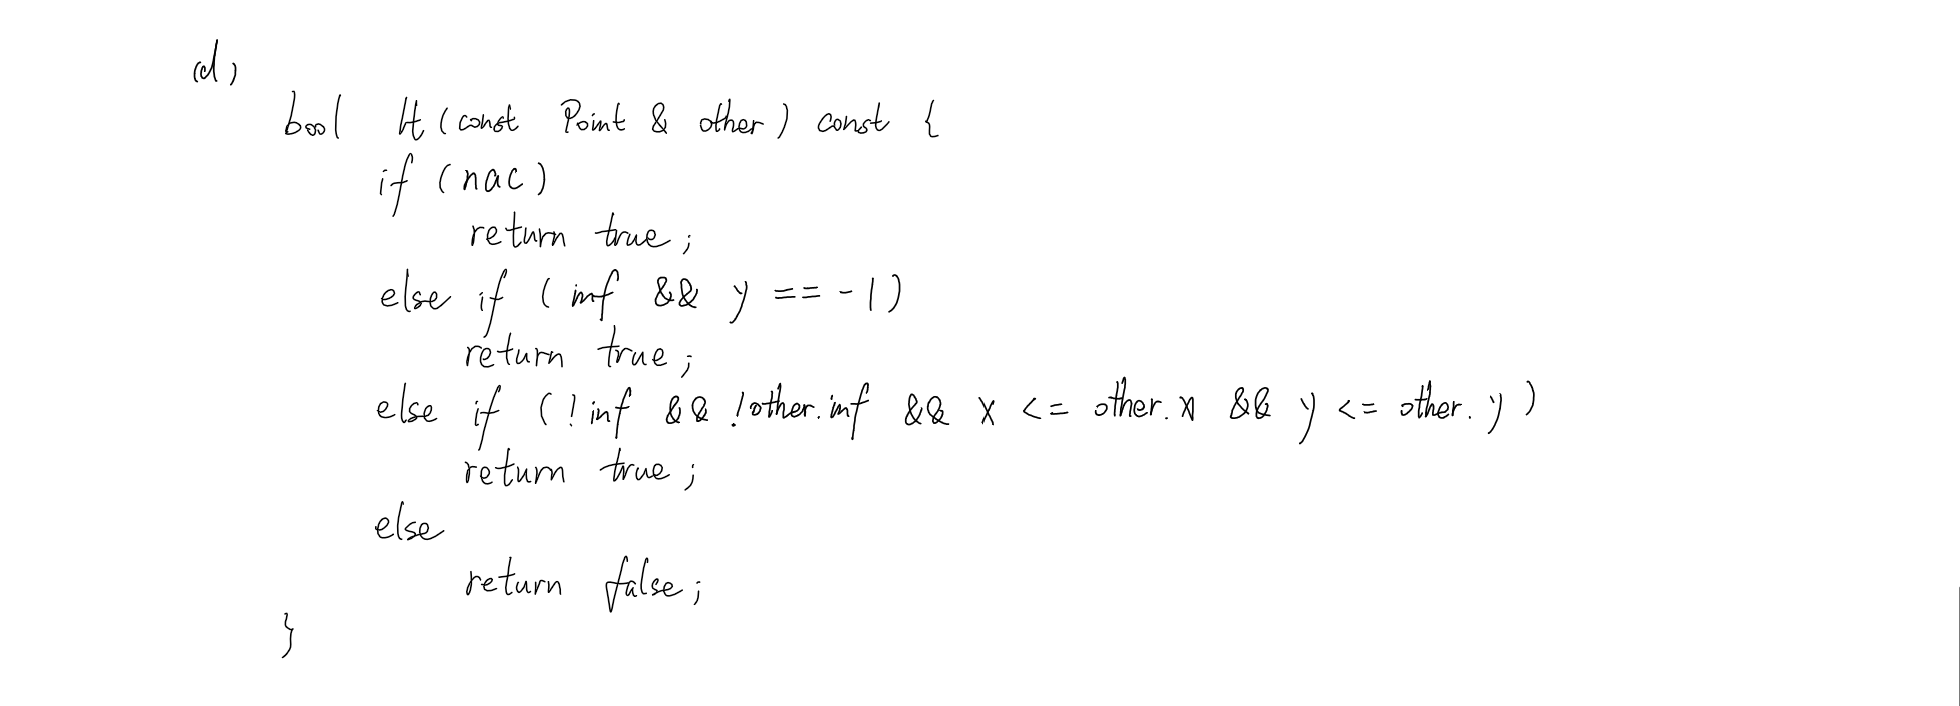 (d)
bool lt (const Point & other) const {
if (nac)
return true;
else if (inf && y == -1)
return true;
else if (!inf && !other.inf && x <= other.x && y <= other.y)
return true;
else
return false;
}